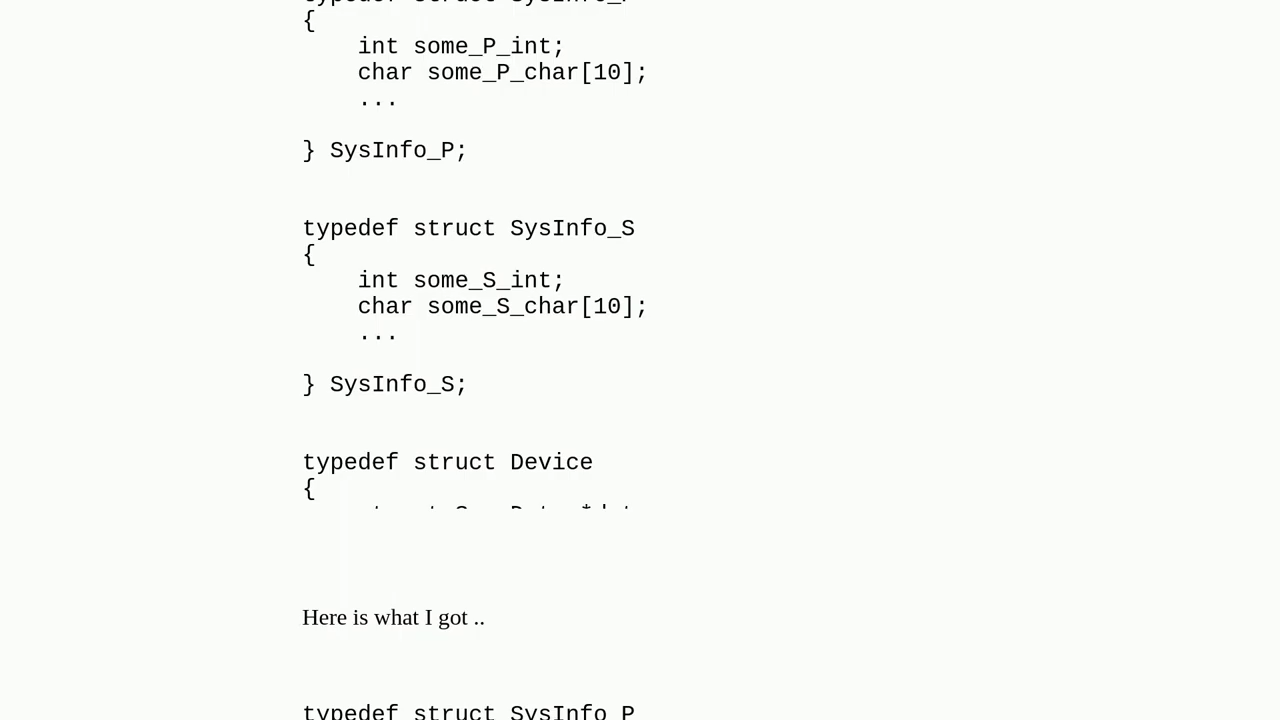 {
    int some_P_int;
    char some_P_char[10];
    ...
} SysInfo_P;
typedef struct SysInfo_S
{
    int some_S_int;
    char some_S_char[10];
    ...
} SysInfo_S;
typedef struct Device
{
Here is what I got ..
typedef struct SysInfo_P